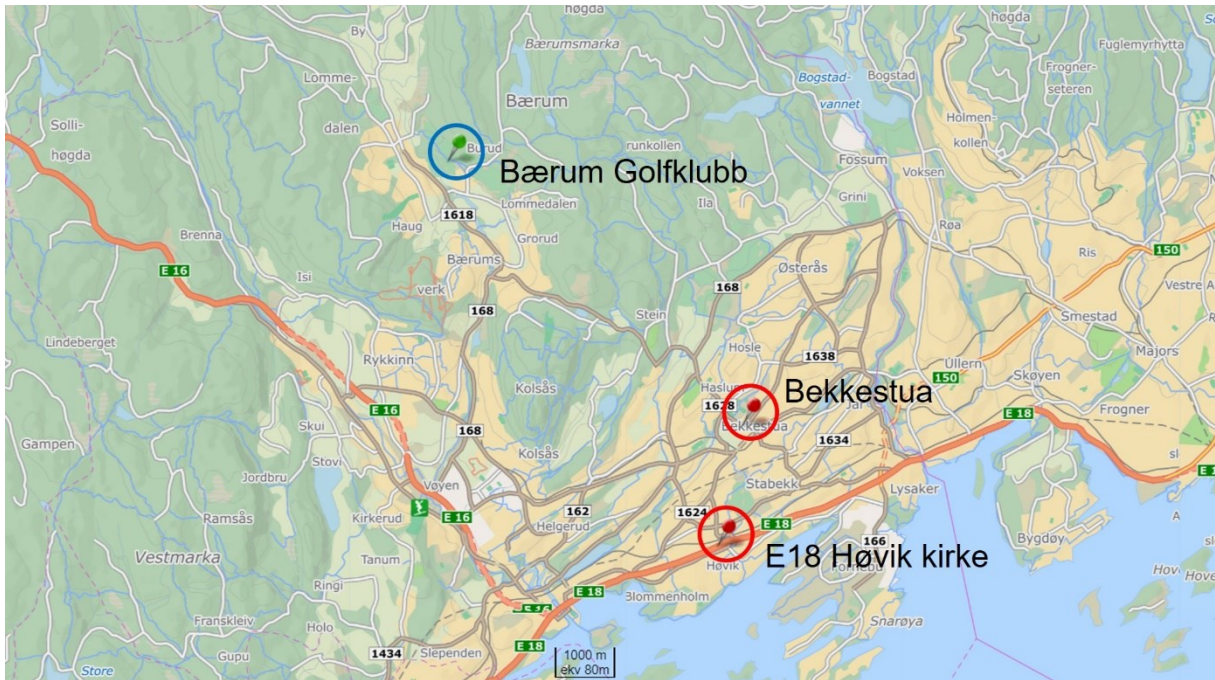 By
høgda
Bærumsmarka
høgda
Fuglemyrhytta
Lomme-
dalen
Bærum
Bogstad-
vannet
Bogstad
Frogner-
seteren
Solli-
høgda
Holmen-
kollen
Burud
runkollen
Fossum
Voksen
Bærum Golfklubb
Lommedalen
Ila
Grini
1618
Haug
Grorud
Røa
Brenna
Bærums
verk
Østerås
Ris
150
E 16
Isi
168
Vestre A
168
Stein
Smestad
Lindeberget
Rykkinn
Hosle
1638
Majors
Ullern
Kolsås
Haslum
Bekkestua
150
Skøyen
E 16
1628
Jar
E 18
Frogner
Bekkestua
Gampen
Skui
168
1634
Stovi
Kolsås
Jordbru
Vøyen
Stabekk
Lysaker
Ramsås
Kirkerud
E 16
162
1624
Helgerud
E 18
166
Bygdøy
Vestmarka
Tanum
E18 Høvik kirke
Høvik
Fornebu
Ringi
E 16
E 18
Blommenholm
Snarøya
Franskleiv
Holo
Gupu
1434
Slependen
E 18
1000 m
ekv 80m
Store